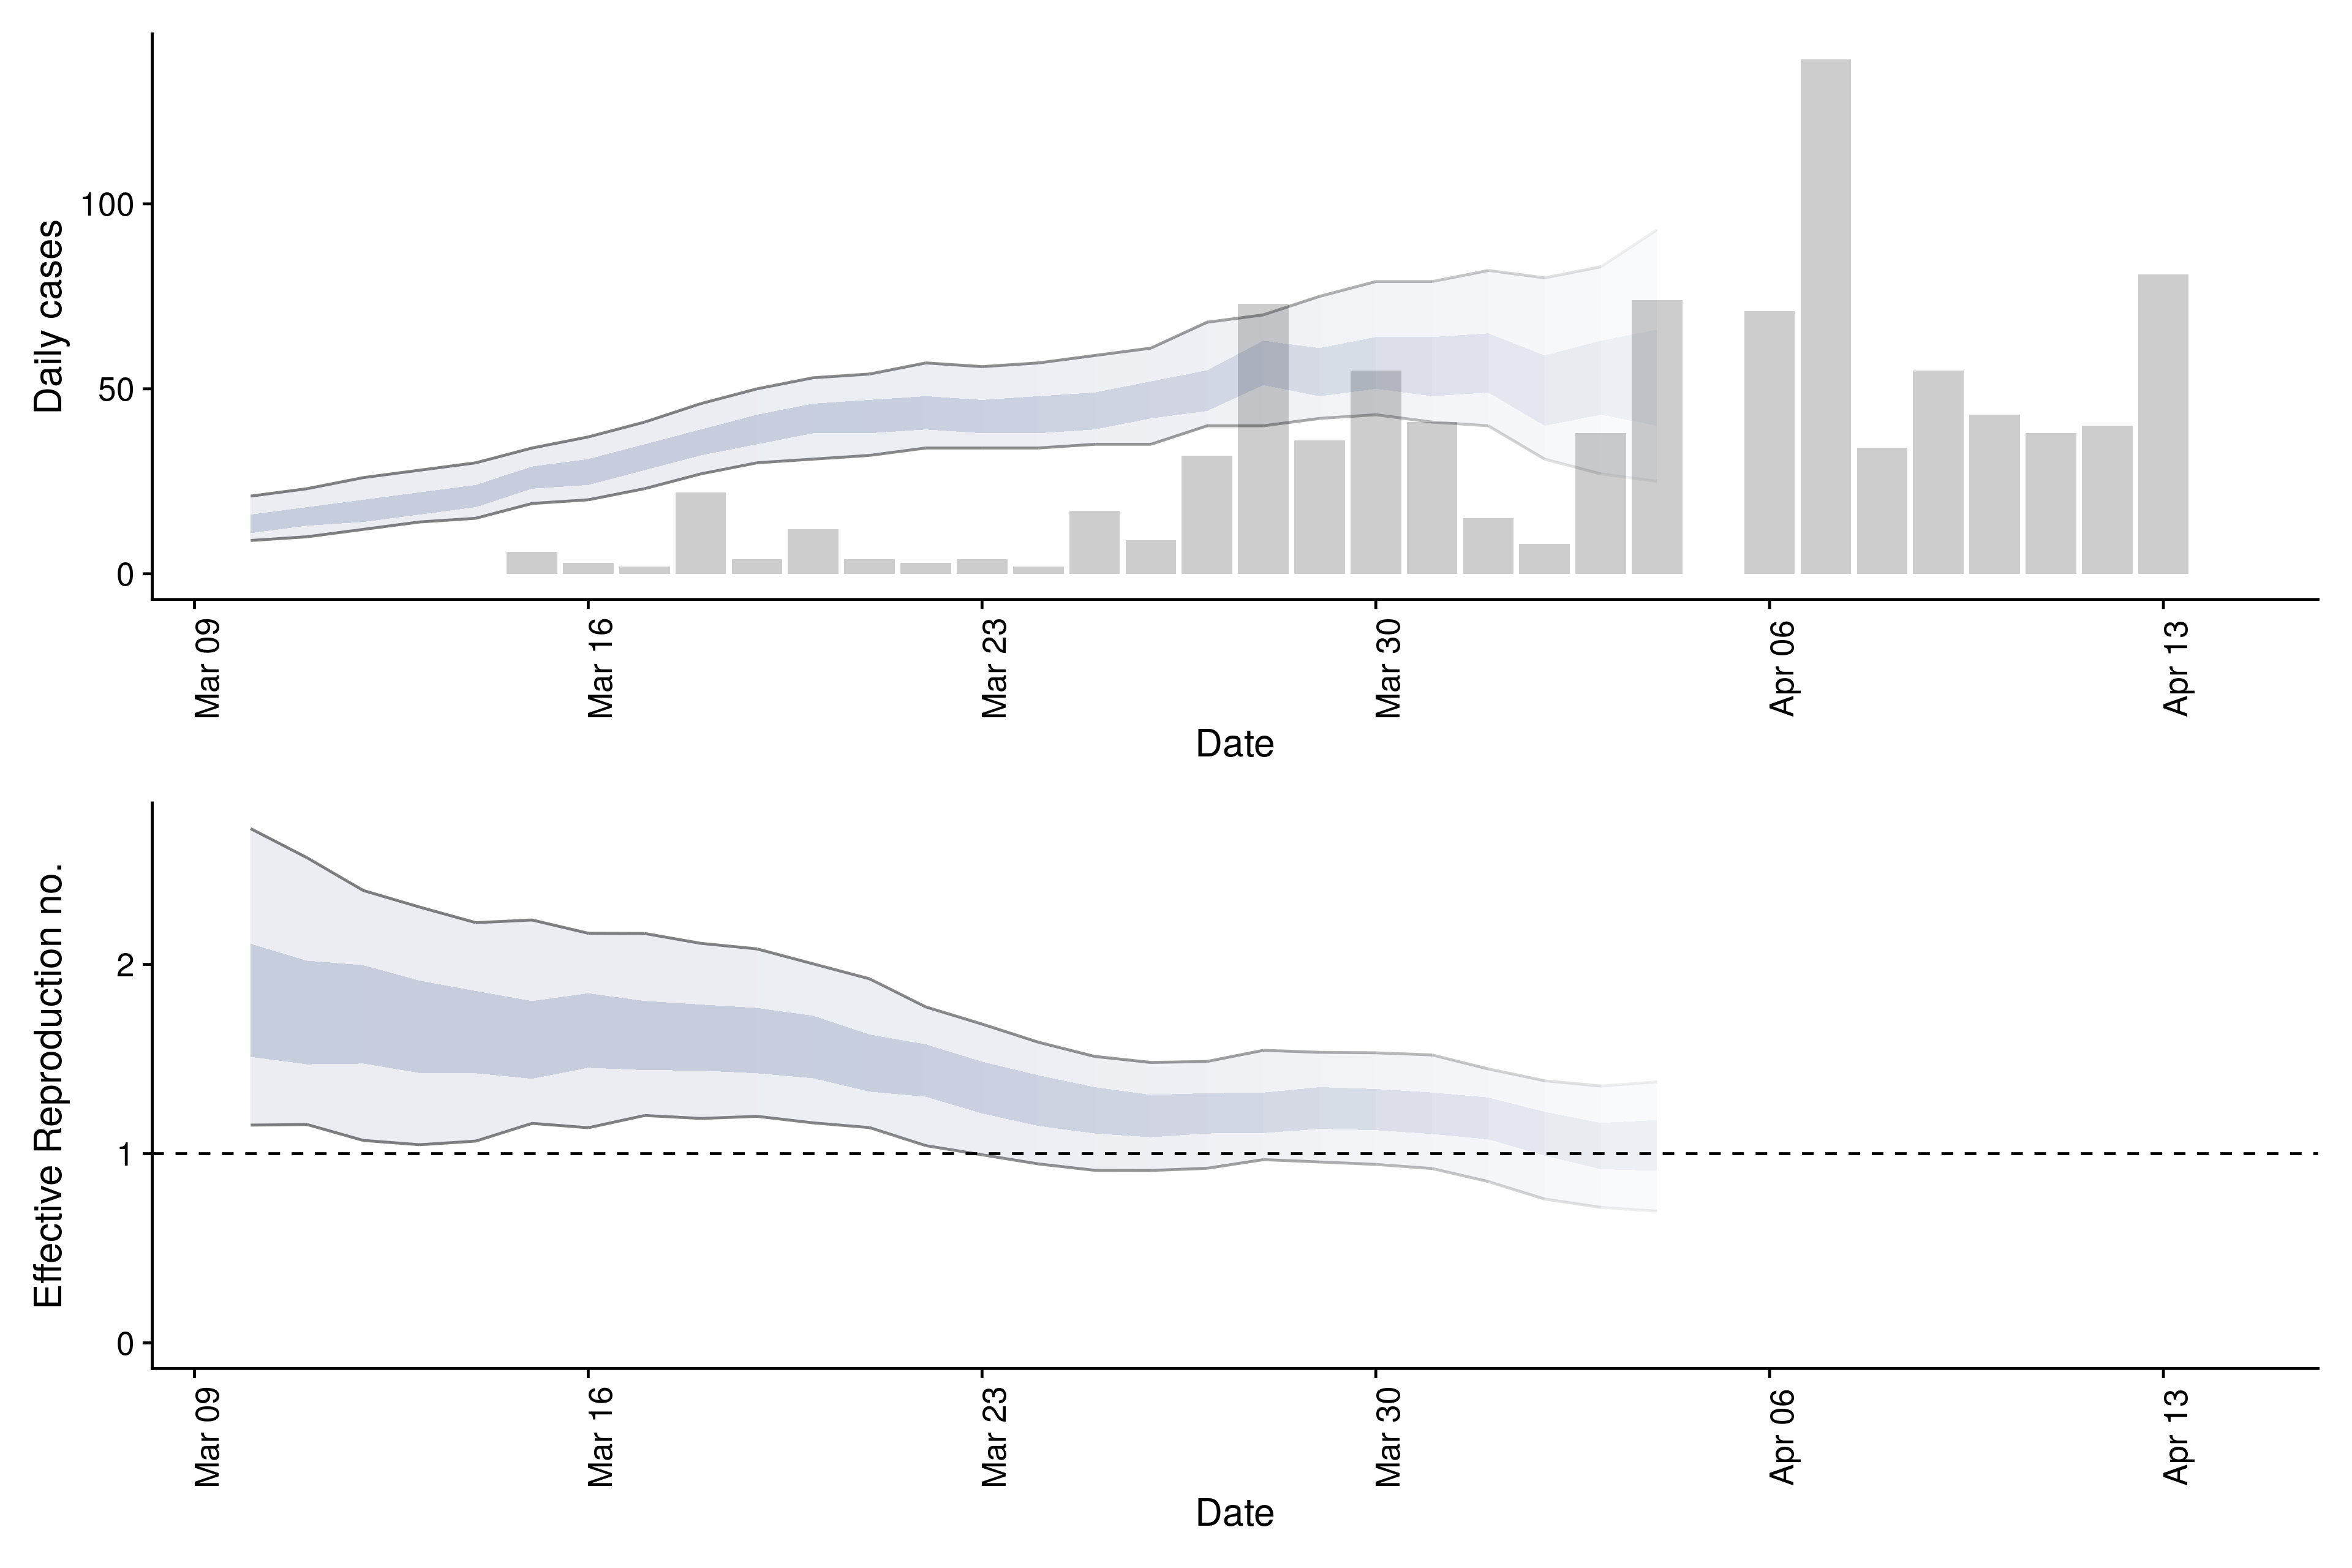 Daily cases
100
50
0
Mar 09
Mar 16
Mar 23
Mar 30
Apr 06
Apr 13
Date
Effective Reproduction no.
2
1
0
Mar 09
Mar 16
Mar 23
Mar 30
Apr 06
Apr 13
Date